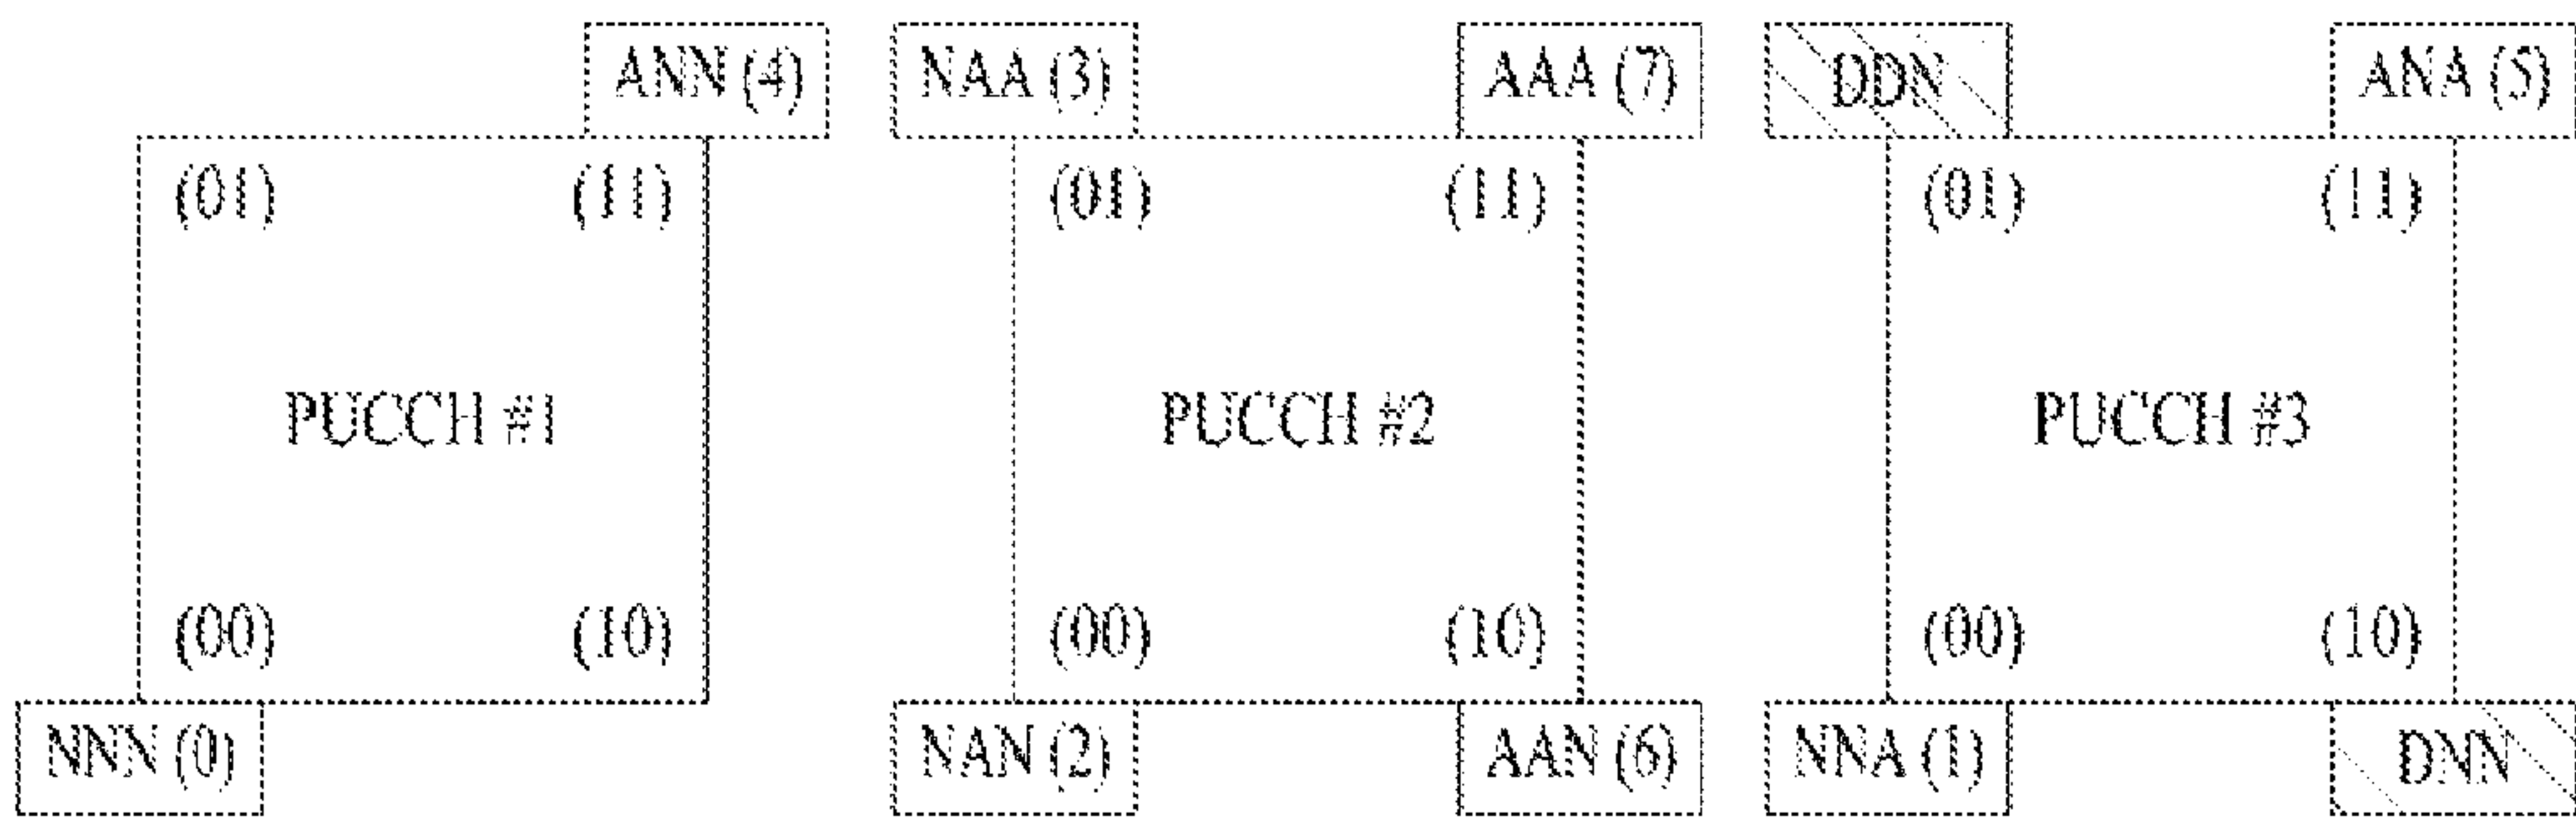 ANN (4) NAA (3) AAA (7) DDN ANA (5)
(01) (11) (01) (11) (01) (11)
PUCCH #1 PUCCH #2 PUCCH #3
(00) (10) (00) (10) (00) (10)
NNN (0) NAN (2) AAN (6) NNA (1) DNN